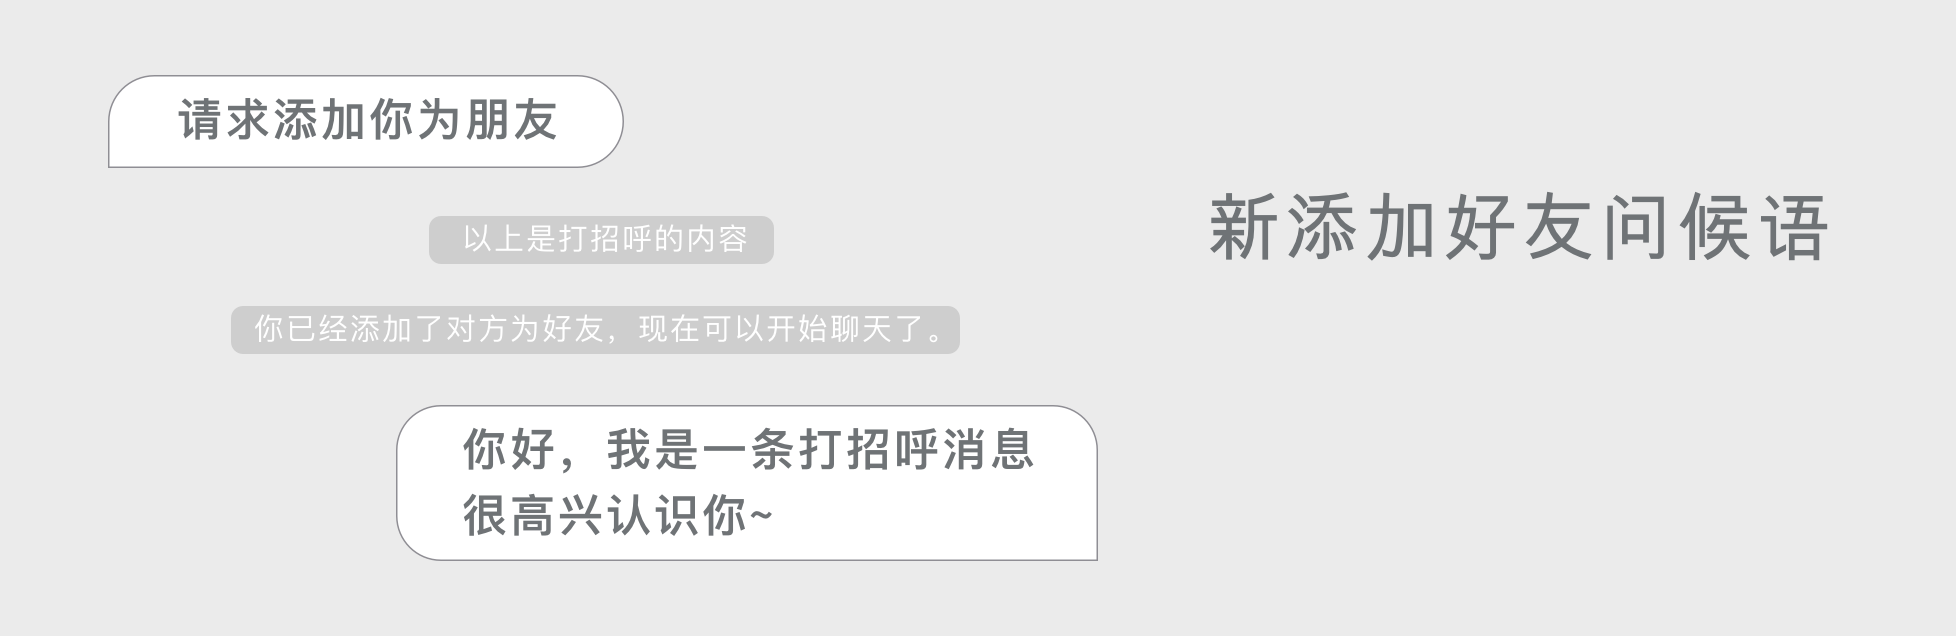 请求添加你为朋友
以上是打招呼的内容
你已经添加了对方为好友，现在可以开始聊天了。
你好，我是一条打招呼消息
很高兴认识你~
新添加好友问候语